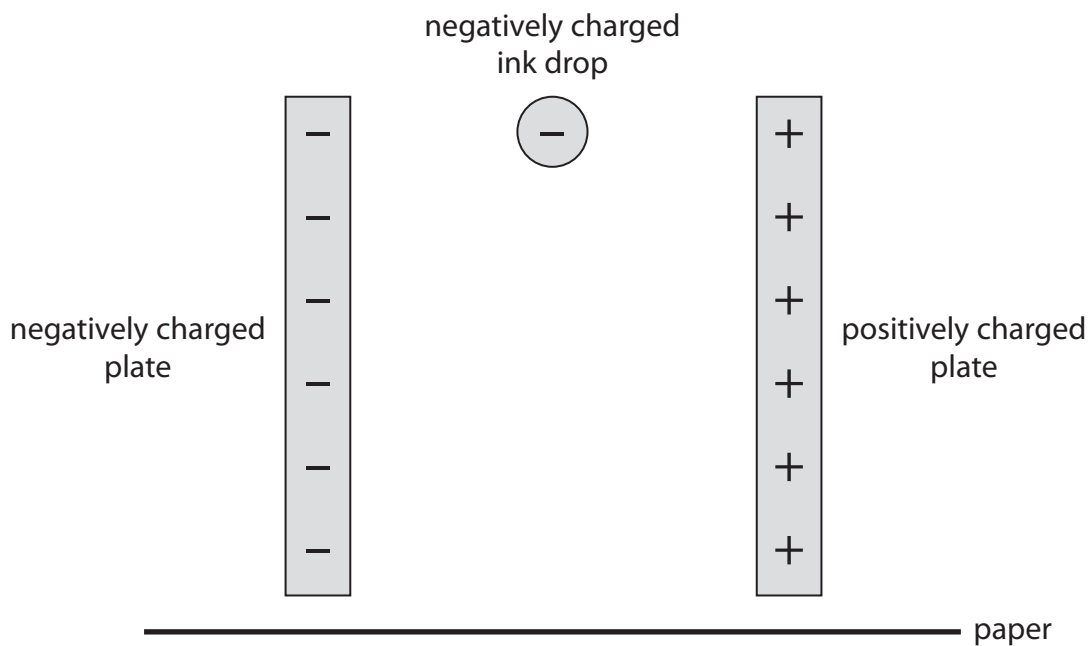 negatively charged
ink drop
− − +
− +
− +
negatively charged
plate
positively charged
plate
− +
− +
− +
paper